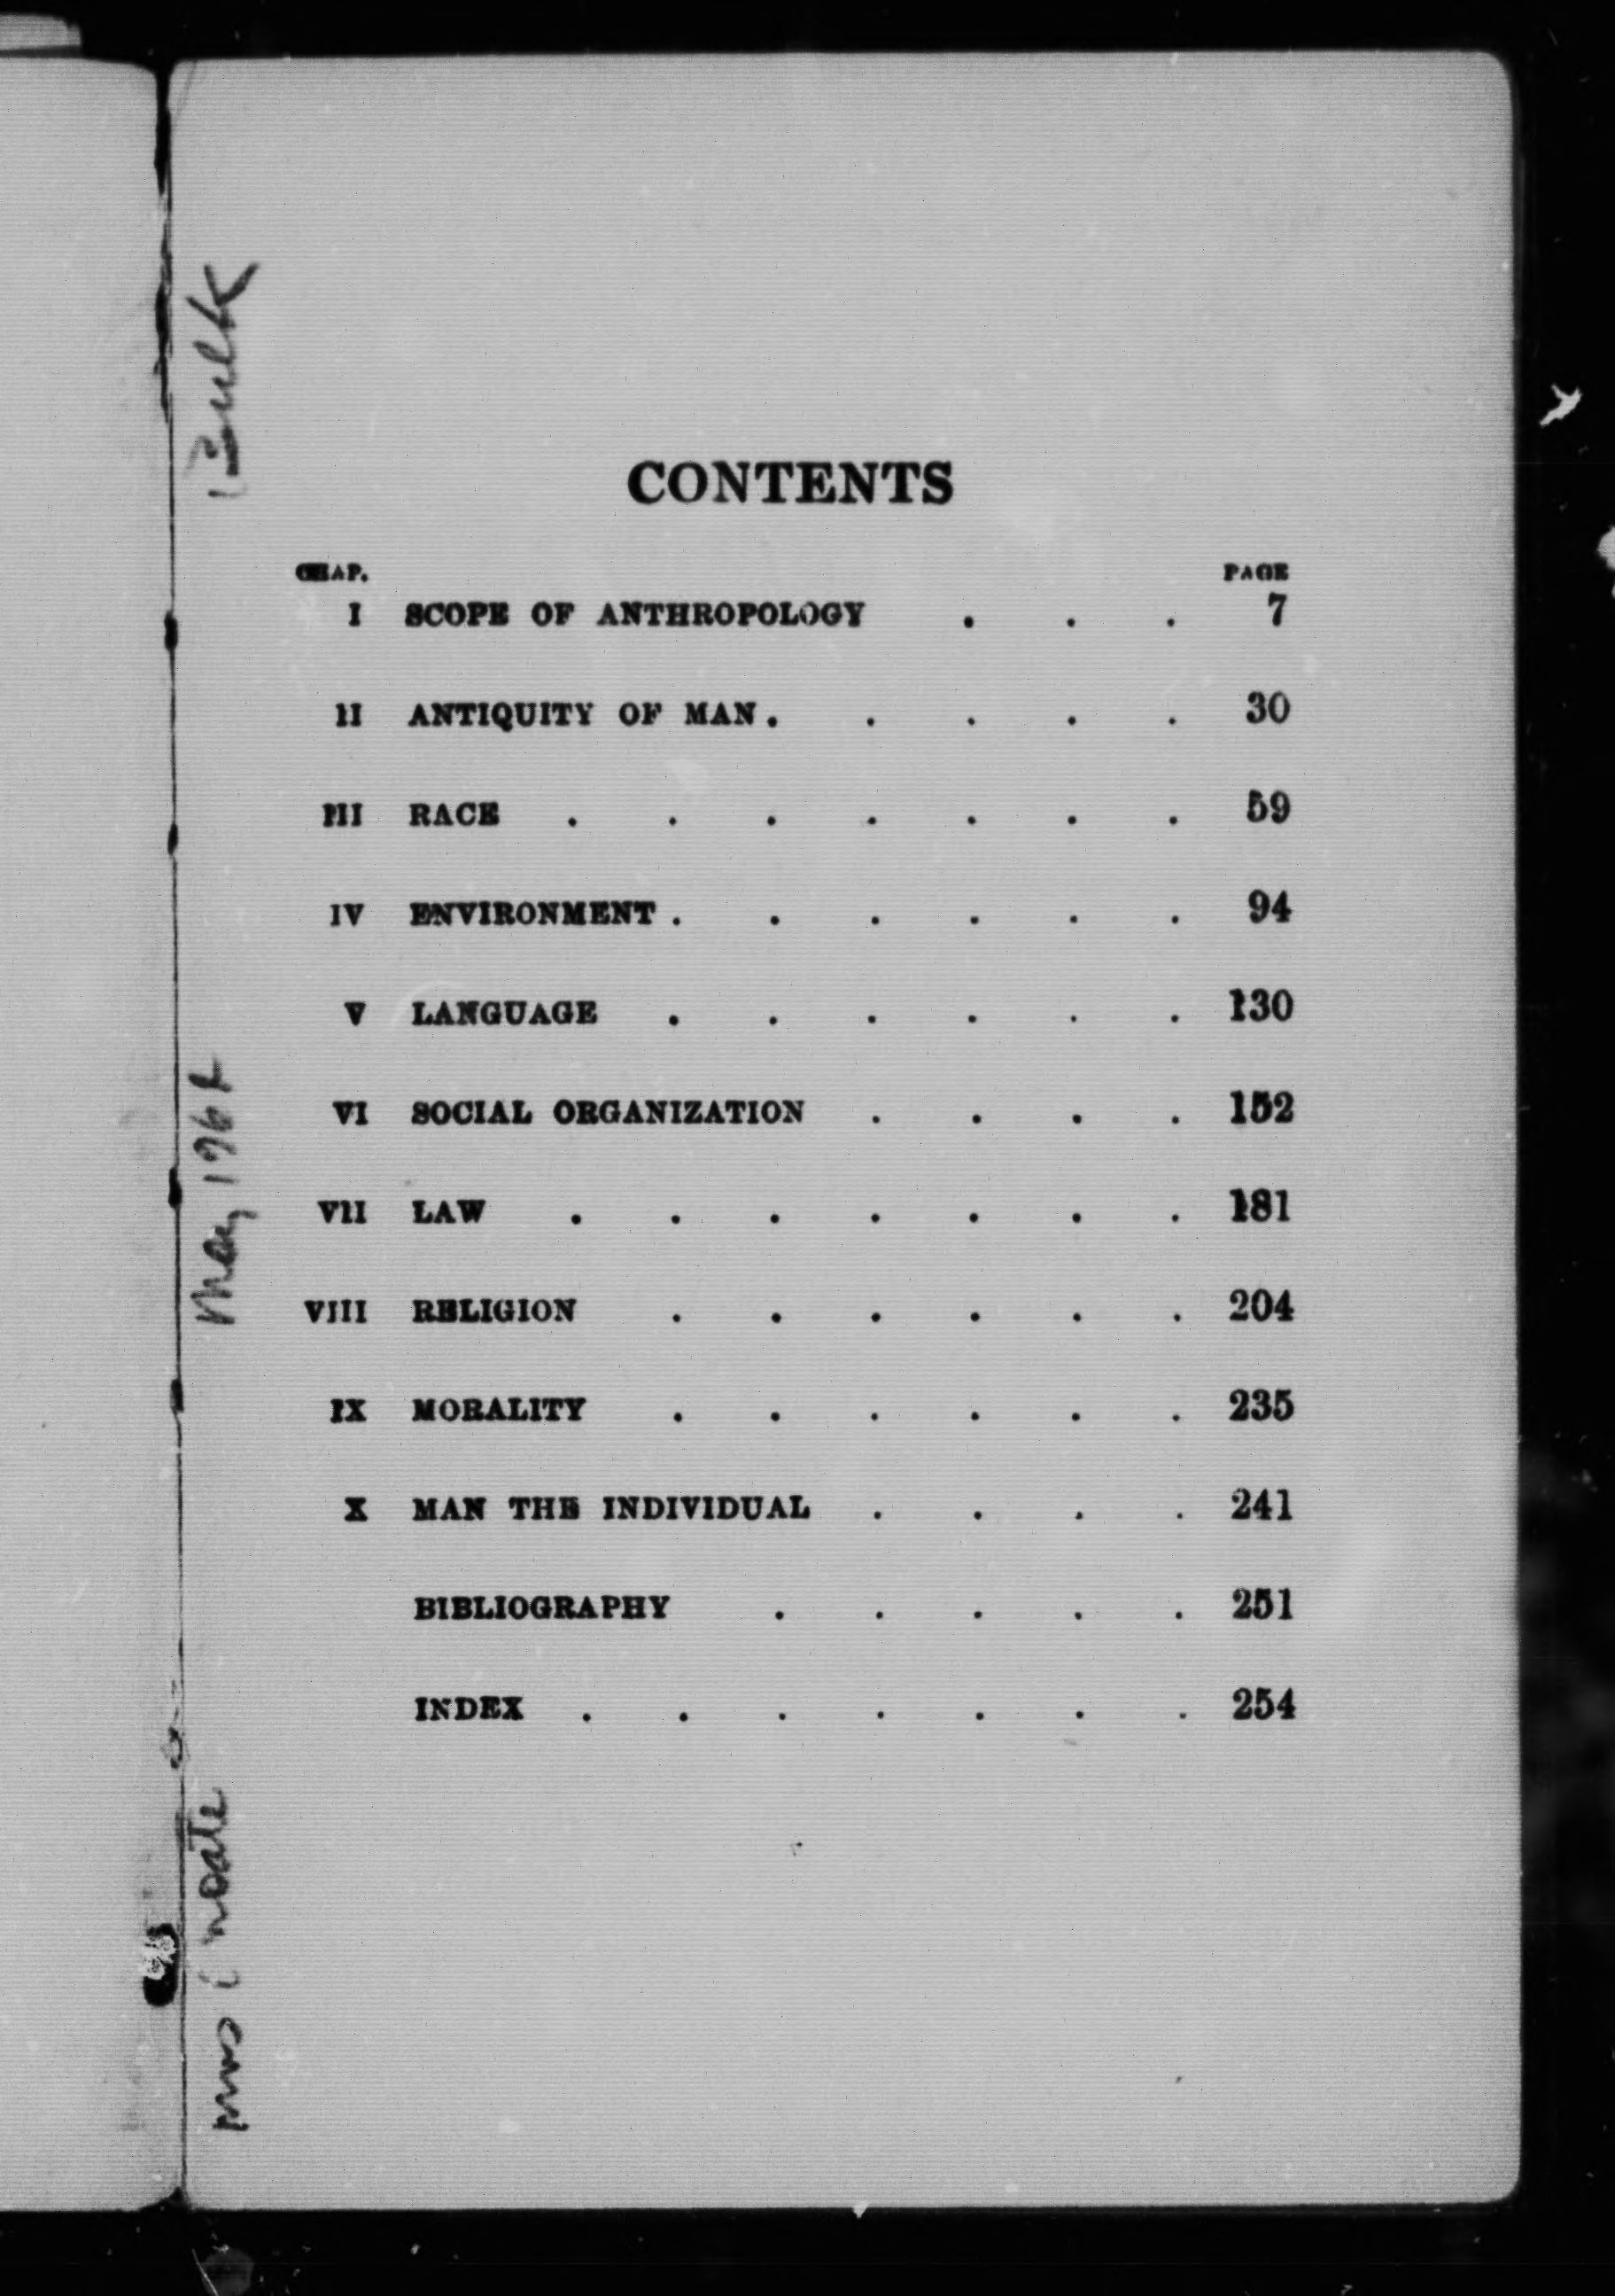 CONTENTS
CHAP. PAGE
I SCOPE OF ANTHROPOLOGY . . . 7
II ANTIQUITY OF MAN . . . . . 30
III RACE . . . . . . . 59
IV ENVIRONMENT . . . . . . 94
V LANGUAGE . . . . . . 130
VI SOCIAL ORGANIZATION . . . . 152
VII LAW . . . . . . . 181
VIII RELIGION . . . . . . 204
IX MORALITY . . . . . . 235
X MAN THE INDIVIDUAL . . . . 241
BIBLIOGRAPHY . . . . . 251
INDEX . . . . . . . 254
Bulk
May